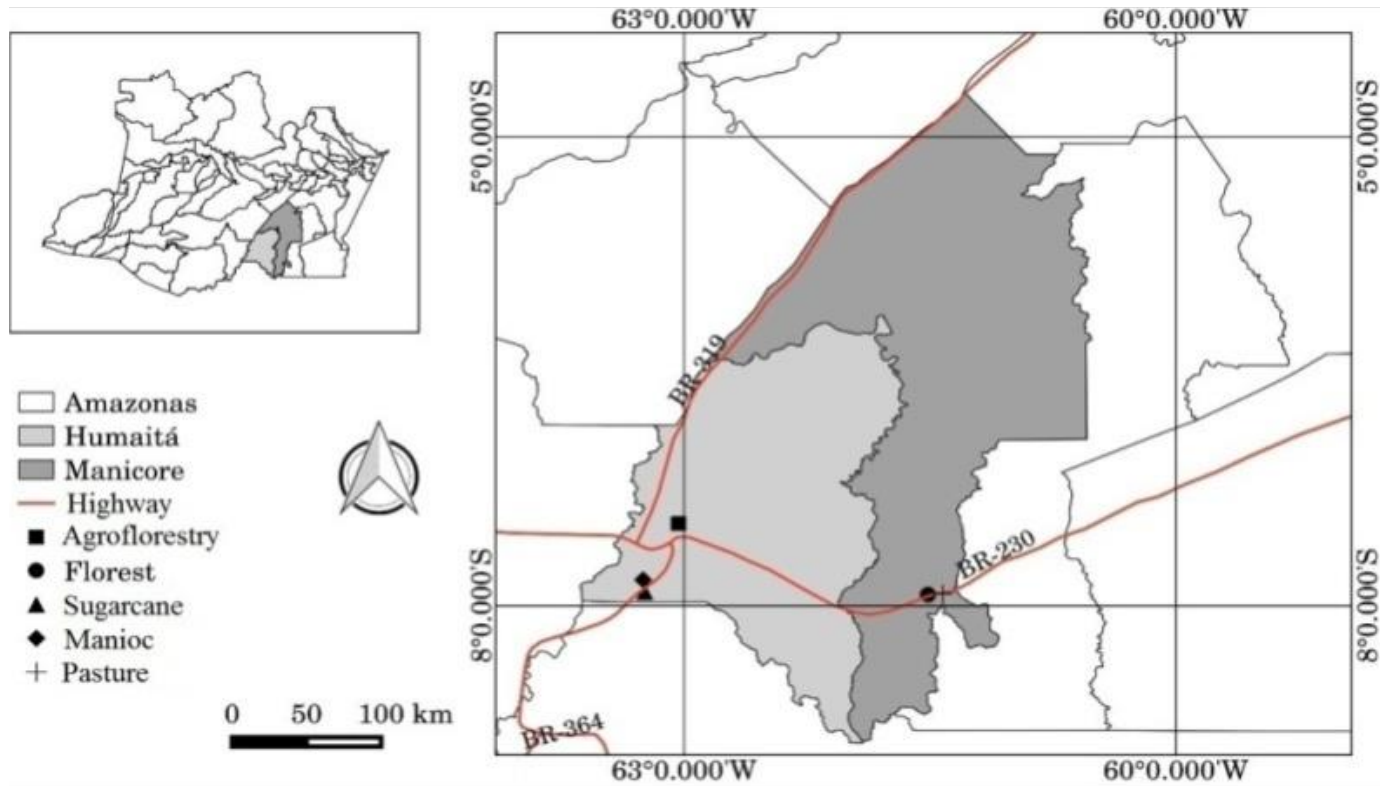 63°0.000'W 60°0.000'W
5°0.000'S 5°0.000'S
BR-319
Amazonas
Humaitá
Manicore
Highway
Agroflorestry
Florest
Sugarcane
Manioc
Pasture
BR-230
8°0.000'S 8°0.000'S
0 50 100 km
BR-364
63°0.000'W 60°0.000'W